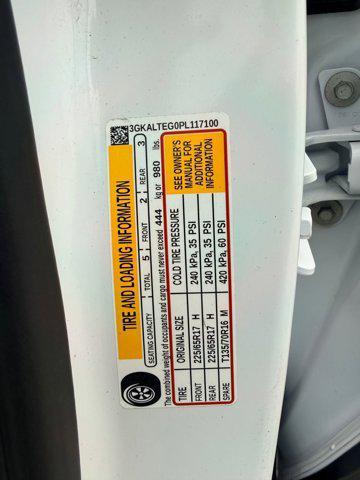 3GKALTEG0PL117100
TIRE AND LOADING INFORMATION
SEATING CAPACITY TOTAL 5 FRONT 2 REAR 3
The combined weight of occupants and cargo must never exceed 444 kg or 980 lbs.
TIRE ORIGINAL SIZE COLD TIRE PRESSURE
FRONT 225/65R17 H 240 kPa, 35 PSI
REAR 225/65R17 H 240 kPa, 35 PSI
SPARE T135/70R16 M 420 kPa, 60 PSI
SEE OWNER'S
MANUAL FOR
ADDITIONAL
INFORMATION